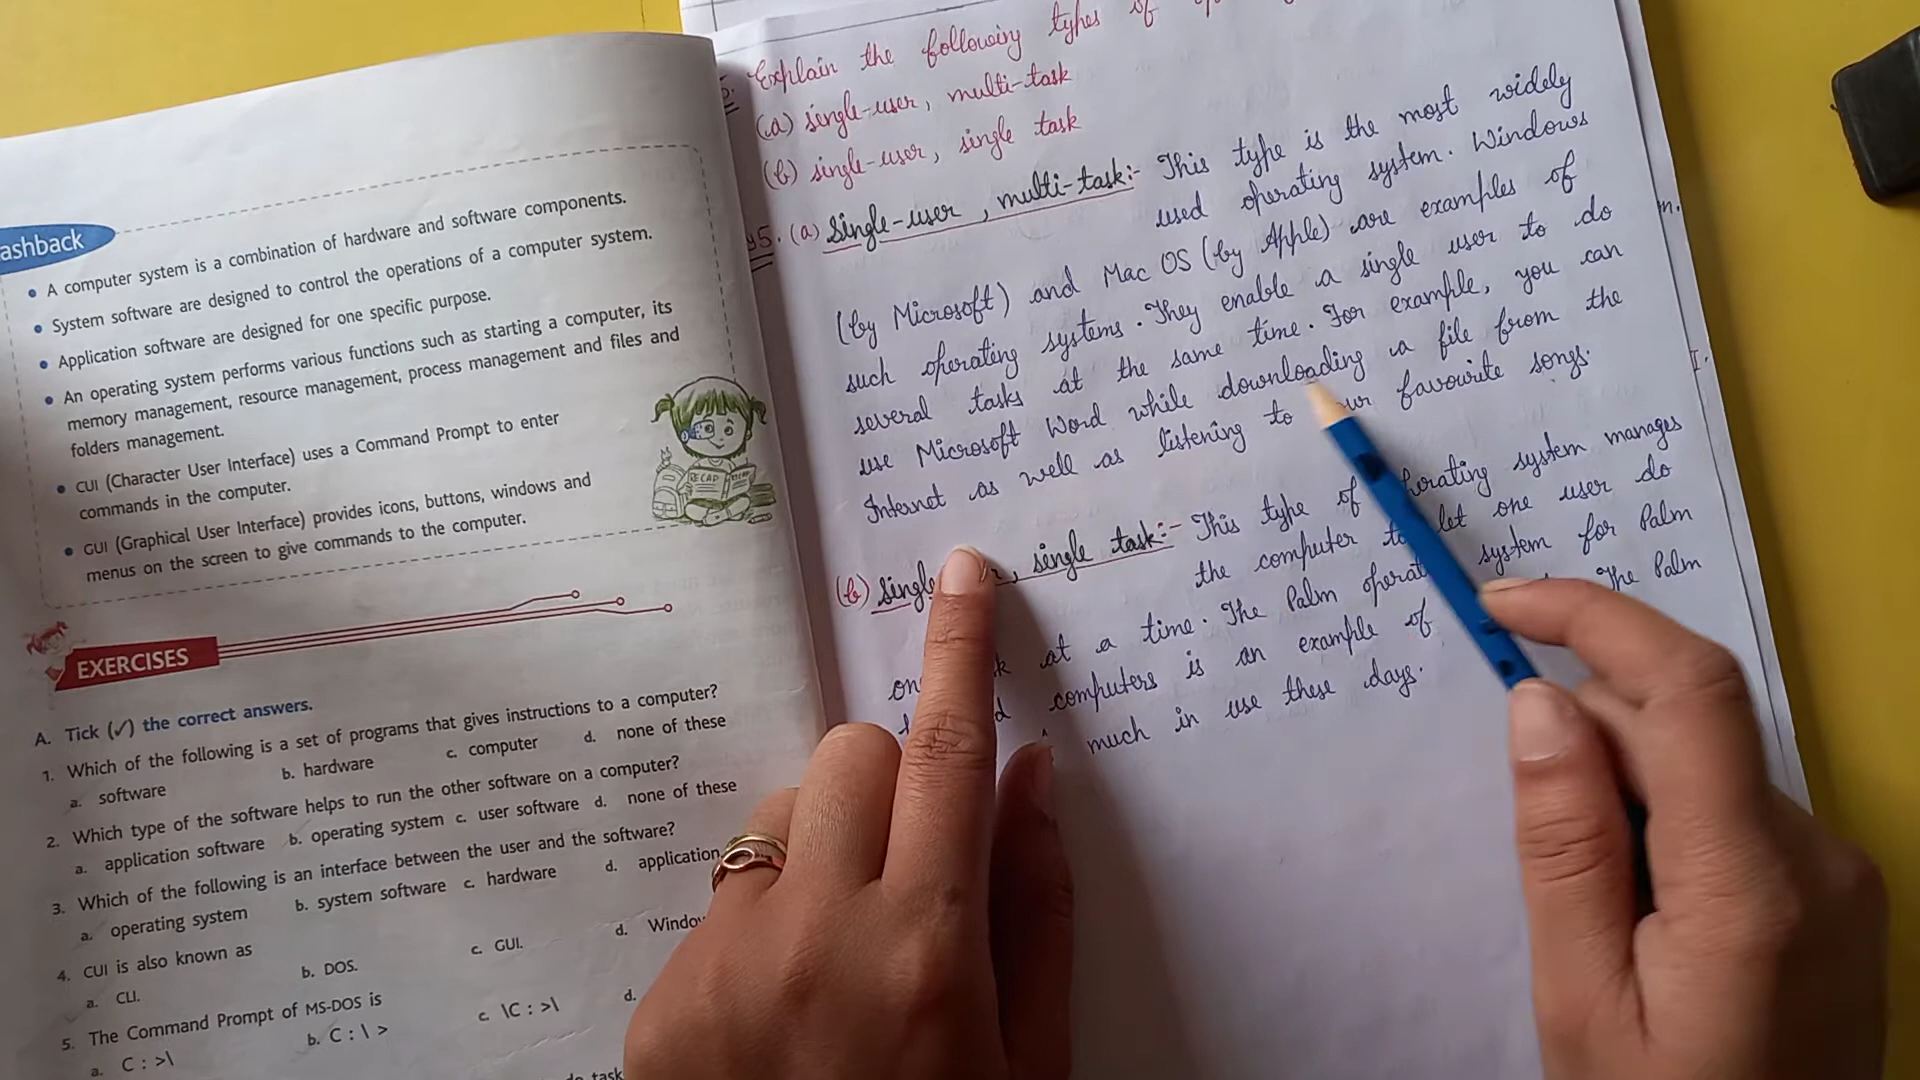 ashback
• A computer system is a combination of hardware and software components.
• System software are designed to control the operations of a computer system.
• Application software are designed for one specific purpose.
• An operating system performs various functions such as starting a computer, its
memory management, resource management, process management and files and
folders management.
• CUI (Character User Interface) uses a Command Prompt to enter
commands in the computer.
• GUI (Graphical User Interface) provides icons, buttons, windows and
menus on the screen to give commands to the computer.
RECAP
EXERCISES
A. Tick (✓) the correct answers.
1. Which of the following is a set of programs that gives instructions to a computer?
a. software b. hardware c. computer d. none of these
2. Which type of the software helps to run the other software on a computer?
a. application software b. operating system c. user software d. none of these
3. Which of the following is an interface between the user and the software?
a. operating system b. system software c. hardware d. application
4. CUI is also known as
a. CLI. b. DOS. c. GUI. d. Window
5. The Command Prompt of MS-DOS is
a. C : >\ b. C : \ > c. \C : >\ d.
task
5. Explain the following types of
(a) single-user, multi-task
(b) single-user, single task
5. (a) Single-user, multi-task:- This type is the most widely
used operating system. Windows
(by Microsoft) and Mac OS (by Apple) are examples of
such operating systems. They enable a single user to do
several tasks at the same time. For example, you can
use Microsoft Word while downloading a file from the
Internet as well as listening to our favourite songs.
(b) Single , single task:- This type of operating system manages
the computer to let one user do
one at a time. The Palm operat system for Palm
computers is an example of The Palm
much in use these days.
m.
I.